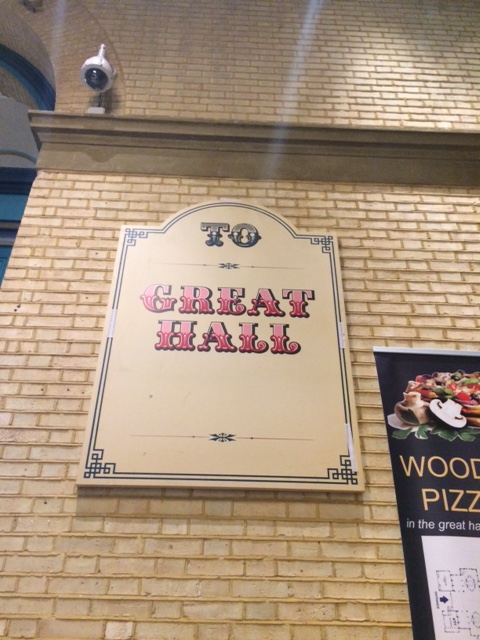 TO
GREAT
HALL
WOOD
PIZZ
in the great ha